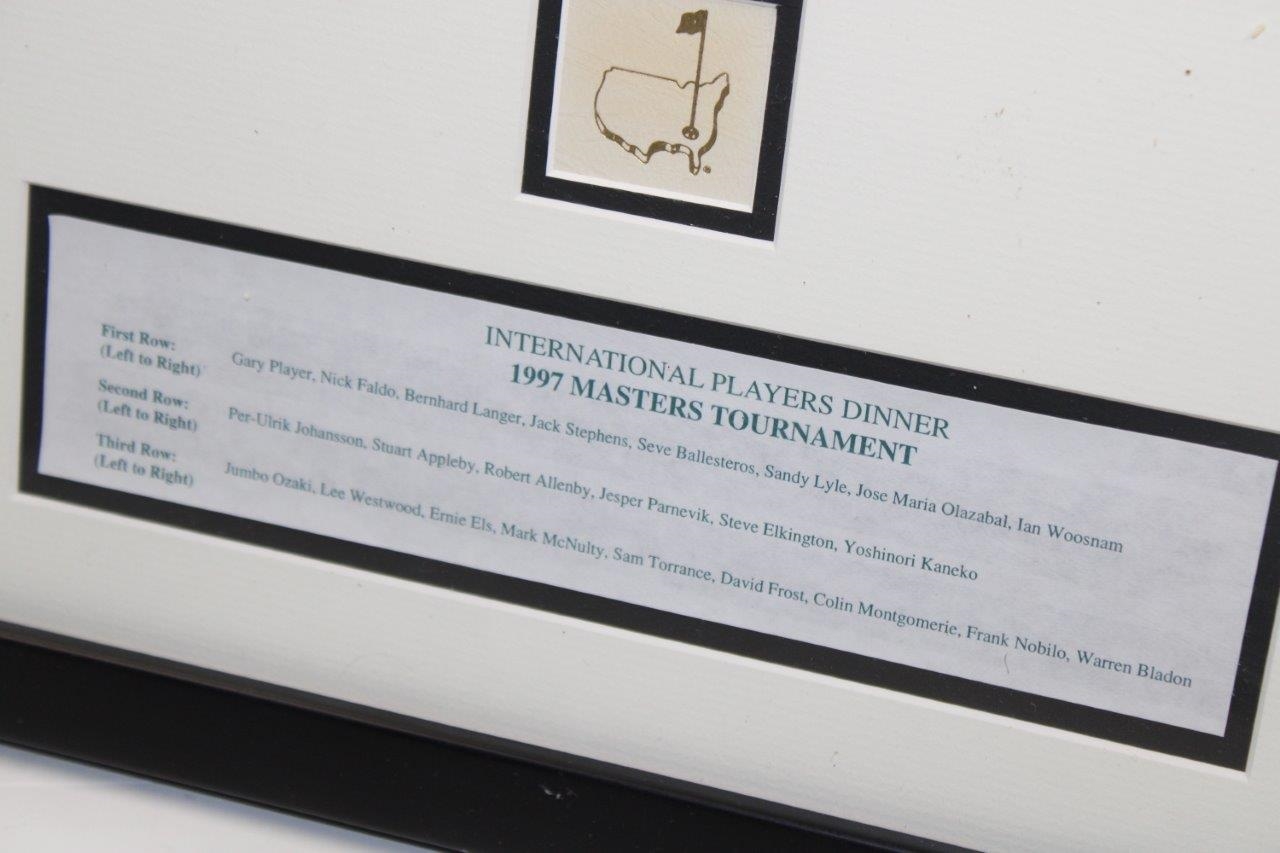 INTERNATIONAL PLAYERS DINNER
1997 MASTERS TOURNAMENT
First Row:
(Left to Right)
Gary Player, Nick Faldo, Bernhard Langer, Jack Stephens, Seve Ballesteros, Sandy Lyle, Jose Maria Olazabal, Ian Woosnam
Second Row:
(Left to Right)
Per-Ulrik Johansson, Stuart Appleby, Robert Allenby, Jesper Parnevik, Steve Elkington, Yoshinori Kaneko
Third Row:
(Left to Right)
Jumbo Ozaki, Lee Westwood, Ernie Els, Mark McNulty, Sam Torrance, David Frost, Colin Montgomerie, Frank Nobilo, Warren Bladon